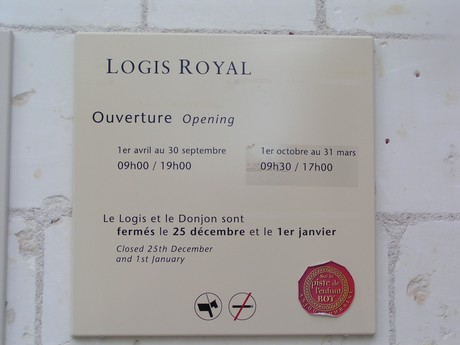 LOGIS ROYAL
Ouverture Opening
1er avril au 30 septembre
09h00 / 19h00
1er octobre au 31 mars
09h30 / 17h00
Le Logis et le Donjon sont
fermés le 25 décembre et le 1er janvier
Closed 25th December
and 1st January
Sur la
piste de
l'enfant
ROY